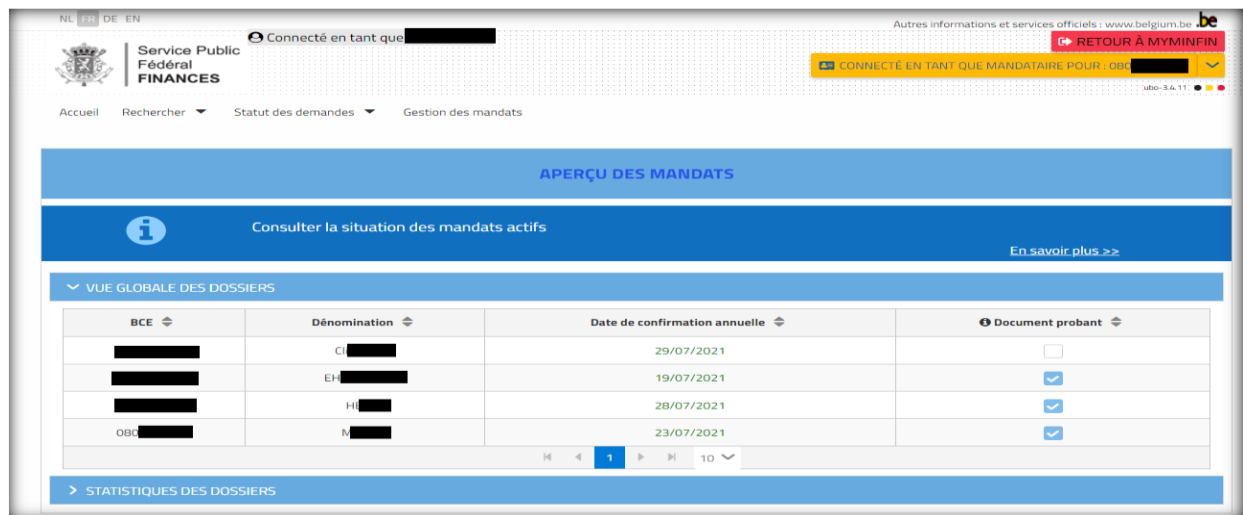 NL FR DE EN
Autres informations et services officiels : www.belgium.be .be
Service Public
Fédéral
FINANCES
Connecté en tant que
RETOUR À MYMINFIN
CONNECTÉ EN TANT QUE MANDATAIRE POUR : 080
ubo-3.4.11
Accueil Rechercher Statut des demandes Gestion des mandats
APERÇU DES MANDATS
Consulter la situation des mandats actifs
En savoir plus >>
VUE GLOBALE DES DOSSIERS
BCE Dénomination Date de confirmation annuelle Document probant
29/07/2021
EH 19/07/2021
28/07/2021
080 M 23/07/2021
1 10
STATISTIQUES DES DOSSIERS